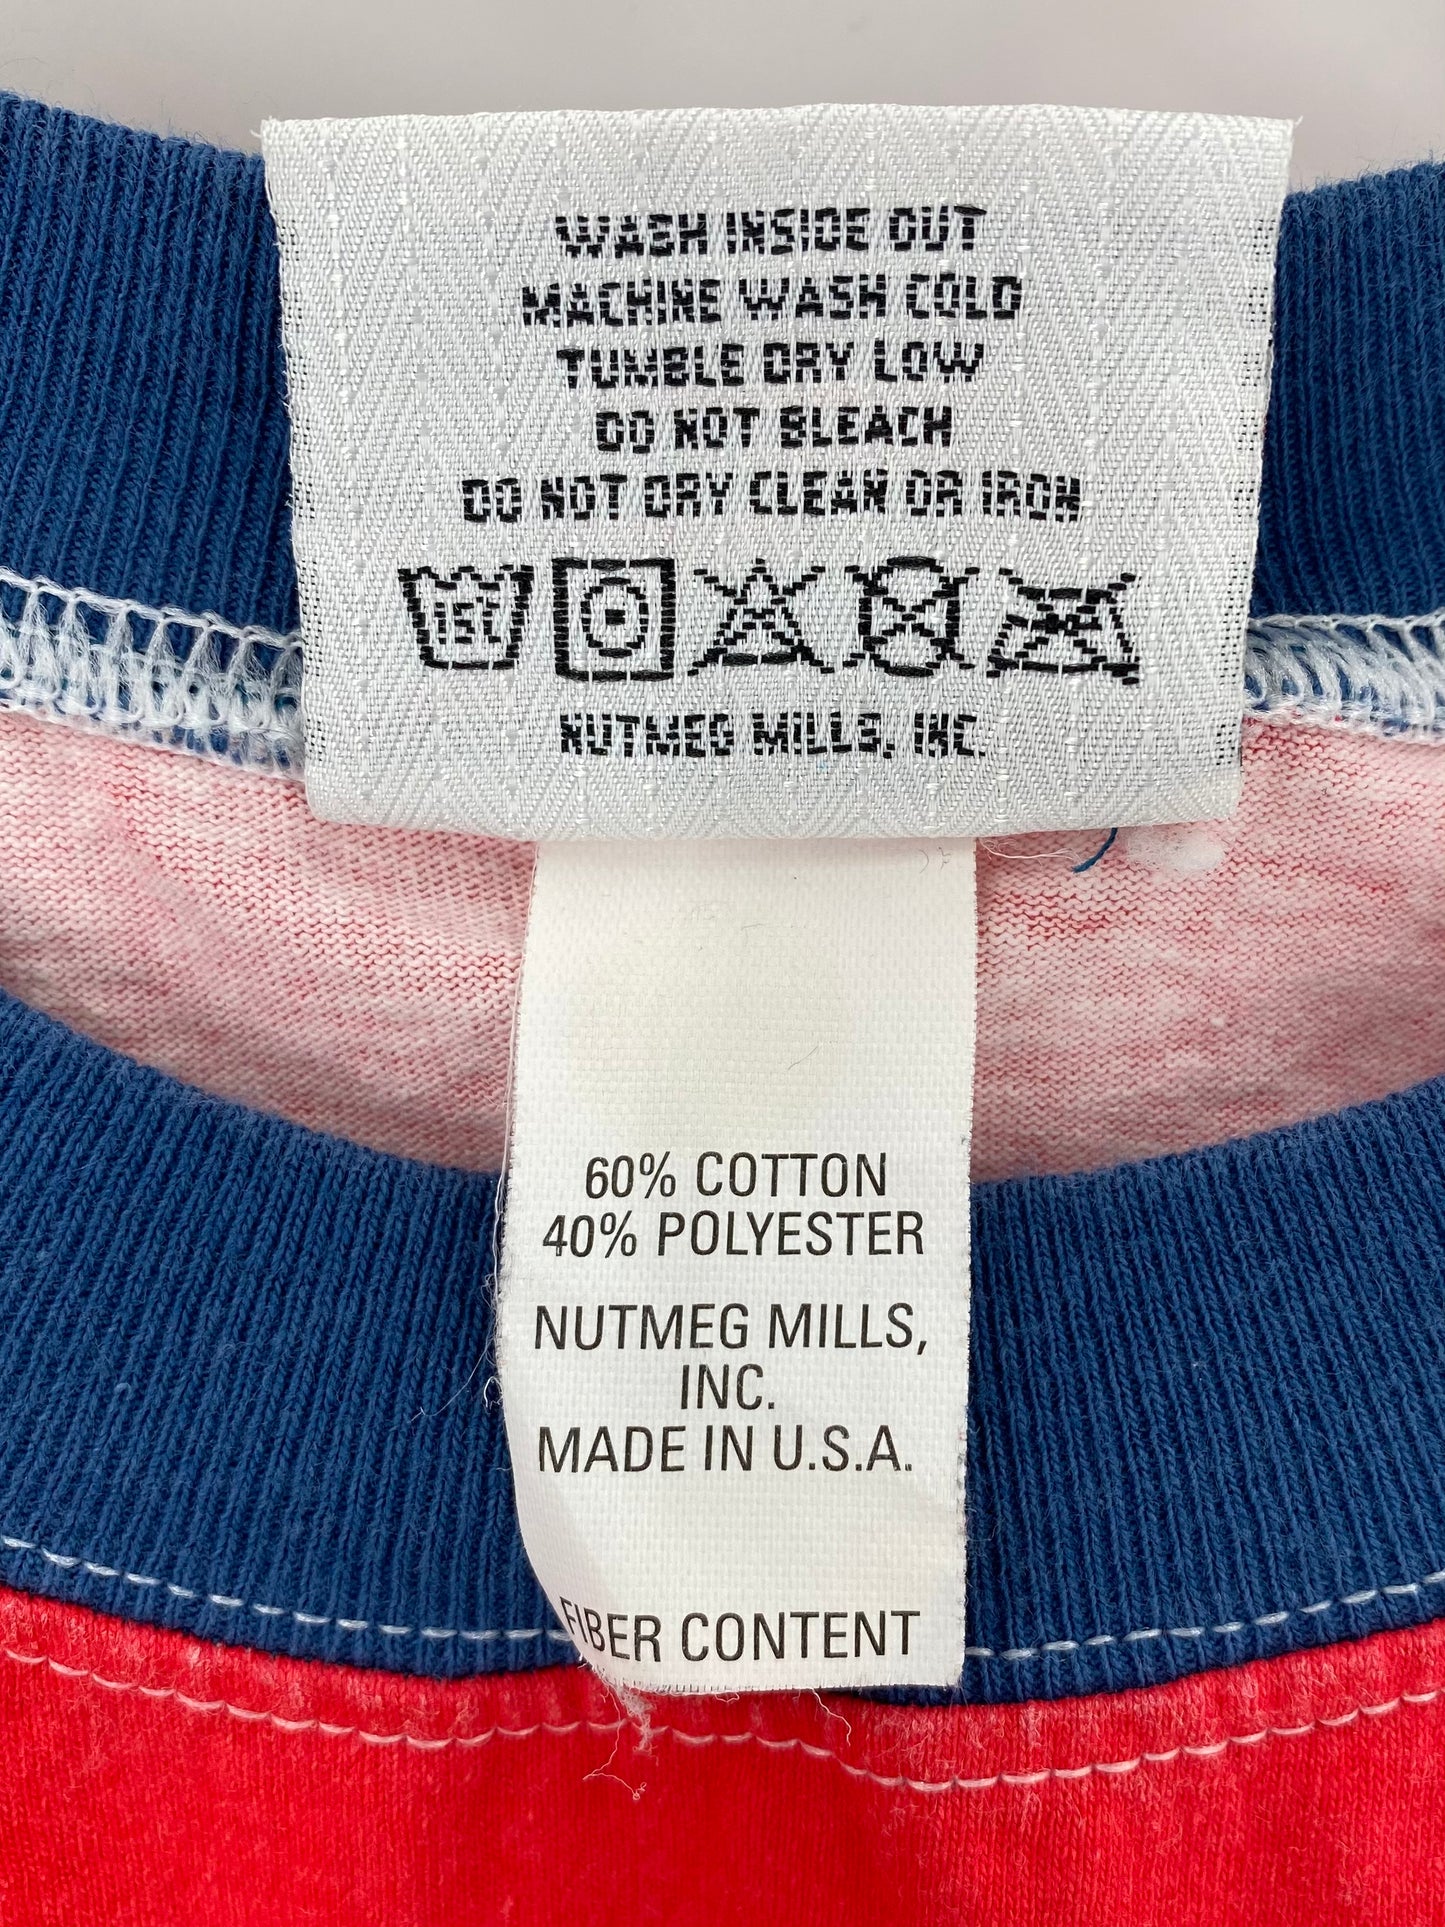 WASH INSIDE OUT
MACHINE WASH COLD
TUMBLE DRY LOW
DO NOT BLEACH
DO NOT DRY CLEAN OR IRON
15C
NUTMEG MILLS, INC.
60% COTTON
40% POLYESTER
NUTMEG MILLS,
INC.
MADE IN U.S.A.
FIBER CONTENT